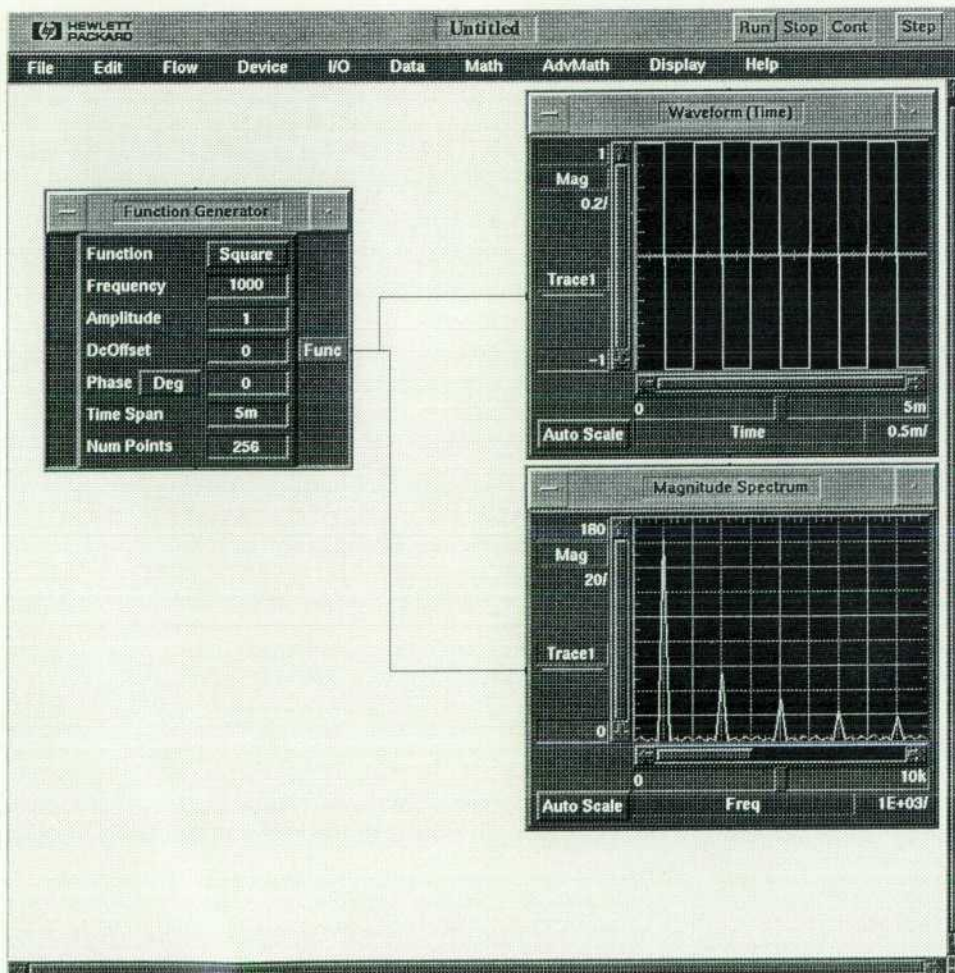 hp HEWLETT PACKARD
Untitled
Run Stop Cont Step
File Edit Flow Device I/O Data Math AdvMath Display Help
Function Generator
Function Square
Frequency 1000
Amplitude 1
DcOffset 0
Phase Deg 0
Time Span 5m
Num Points 256
Func
Waveform (Time)
1
Mag
0.2/
Trace1
-1
0 5m
Auto Scale Time 0.5m/
Magnitude Spectrum
180
Mag
20/
Trace1
0
0 10k
Auto Scale Freq 1E+03/